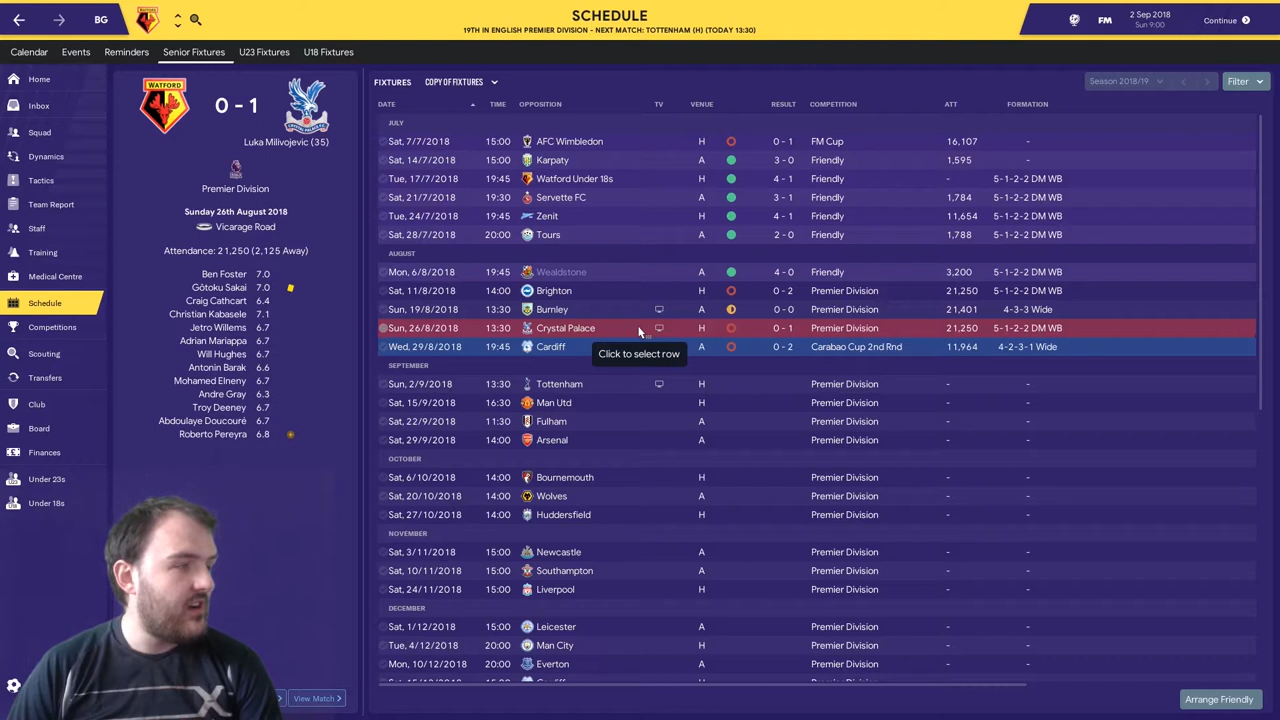 BG
SCHEDULE
19TH IN ENGLISH PREMIER DIVISION - NEXT MATCH: TOTTENHAM (H) (TODAY 13:30)
FM
2 Sep 2018
Sun 9:00
Continue
Calendar Events Reminders Senior Fixtures U23 Fixtures U18 Fixtures
Home
Inbox
Squad
Dynamics
Tactics
Team Report
Staff
Training
Medical Centre
Schedule
Competitions
Scouting
Transfers
Club
Board
Finances
Under 23s
Under 18s
WATFORD
0 - 1
Luka Milivojevic (35)
Premier Division
Sunday 26th August 2018
Vicarage Road
Attendance: 21,250 (2,125 Away)
Ben Foster 7.0
Gōtoku Sakai 7.0
Craig Cathcart 6.4
Christian Kabasele 7.1
Jetro Willems 6.7
Adrian Mariappa 6.7
Will Hughes 6.7
Antonin Barak 6.6
Mohamed Elneny 6.7
Andre Gray 6.3
Troy Deeney 6.7
Abdoulaye Doucouré 6.7
Roberto Pereyra 6.8
View Match
FIXTURES COPY OF FIXTURES Season 2018/19 Filter
DATE TIME OPPOSITION TV VENUE RESULT COMPETITION ATT FORMATION
JULY
Sat, 7/7/2018 15:00 AFC Wimbledon H 0 - 1 FM Cup 16,107 -
Sat, 14/7/2018 15:00 Karpaty A 3 - 0 Friendly 1,595 -
Tue, 17/7/2018 19:45 Watford Under 18s H 4 - 1 Friendly - 5-1-2-2 DM WB
Sat, 21/7/2018 19:30 Servette FC A 3 - 1 Friendly 1,784 5-1-2-2 DM WB
Tue, 24/7/2018 19:45 Zenit H 4 - 1 Friendly 11,654 5-1-2-2 DM WB
Sat, 28/7/2018 20:00 Tours A 2 - 0 Friendly 1,788 5-1-2-2 DM WB
AUGUST
Mon, 6/8/2018 19:45 Wealdstone A 4 - 0 Friendly 3,200 5-1-2-2 DM WB
Sat, 11/8/2018 14:00 Brighton H 0 - 2 Premier Division 21,250 5-1-2-2 DM WB
Sun, 19/8/2018 13:30 Burnley A 0 - 0 Premier Division 21,401 4-3-3 Wide
Sun, 26/8/2018 13:30 Crystal Palace H 0 - 1 Premier Division 21,250 5-1-2-2 DM WB
Wed, 29/8/2018 19:45 Cardiff A 0 - 2 Carabao Cup 2nd Rnd 11,964 4-2-3-1 Wide
Click to select row
SEPTEMBER
Sun, 2/9/2018 13:30 Tottenham H Premier Division - -
Sat, 15/9/2018 16:30 Man Utd H Premier Division - -
Sat, 22/9/2018 11:30 Fulham A Premier Division - -
Sat, 29/9/2018 14:00 Arsenal A Premier Division - -
OCTOBER
Sat, 6/10/2018 14:00 Bournemouth H Premier Division - -
Sat, 20/10/2018 14:00 Wolves A Premier Division - -
Sat, 27/10/2018 14:00 Huddersfield H Premier Division - -
NOVEMBER
Sat, 3/11/2018 15:00 Newcastle A Premier Division - -
Sat, 10/11/2018 15:00 Southampton A Premier Division - -
Sat, 24/11/2018 15:00 Liverpool H Premier Division - -
DECEMBER
Sat, 1/12/2018 15:00 Leicester A Premier Division - -
Tue, 4/12/2018 20:00 Man City H Premier Division - -
Mon, 10/12/2018 20:00 Everton A Premier Division - -
Arrange Friendly